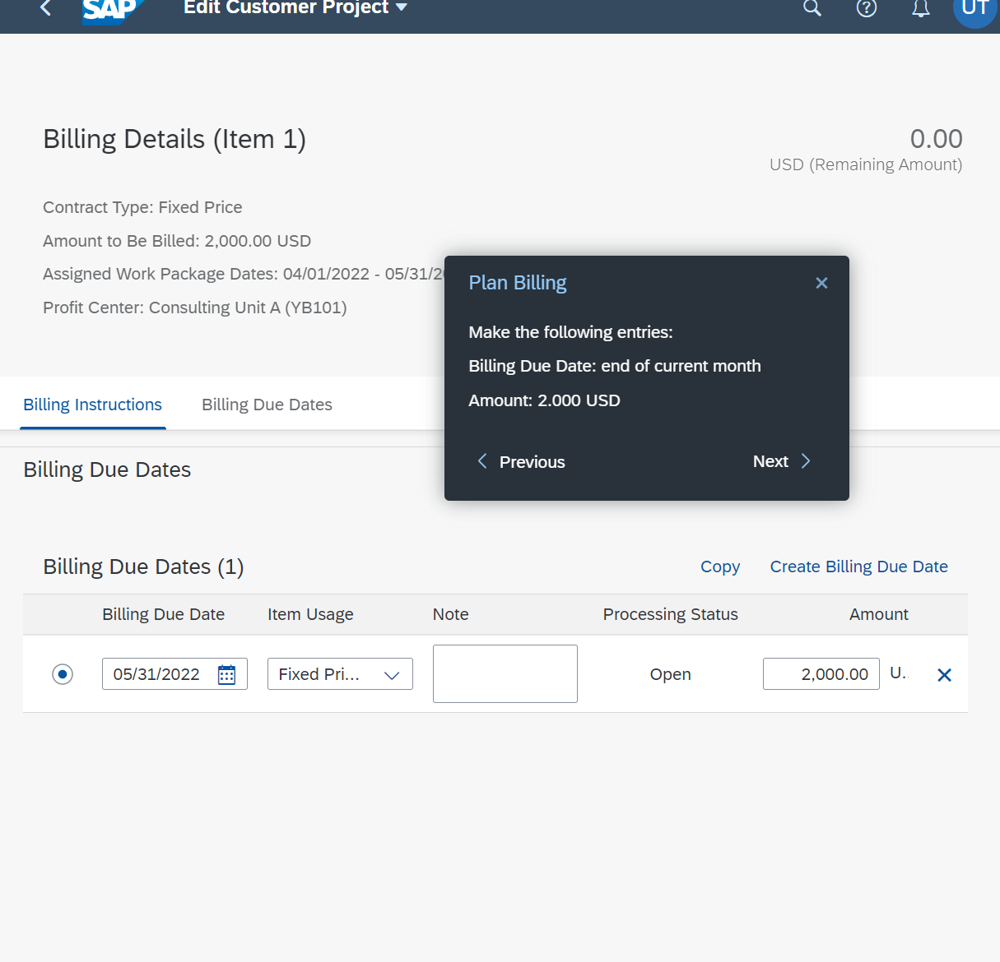 SAP Edit Customer Project UT
Billing Details (Item 1) 0.00
USD (Remaining Amount)
Contract Type: Fixed Price
Amount to Be Billed: 2,000.00 USD
Assigned Work Package Dates: 04/01/2022 - 05/31/2
Profit Center: Consulting Unit A (YB101)
Plan Billing
Make the following entries:
Billing Due Date: end of current month
Amount: 2.000 USD
Previous Next
Billing Instructions Billing Due Dates
Billing Due Dates
Billing Due Dates (1) Copy Create Billing Due Date
Billing Due Date Item Usage Note Processing Status Amount
05/31/2022 Fixed Pri... Open 2,000.00 U..